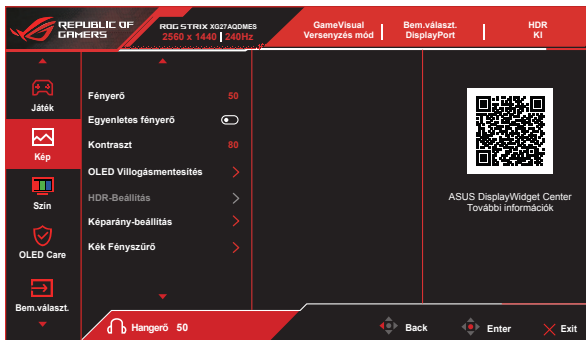 REPUBLIC OF
GAMERS
ROG STRIX XG27AQDMES
2560 x 1440 240Hz
GameVisual
Versenyzés mód
Bem.választ.
DisplayPort
HDR
KI
Játék
Kép
Szín
OLED Care
Bem.választ.
Fényerő 50
Egyenletes fényerő
Kontraszt 80
OLED Villogásmentesítés
HDR-Beállítás
Képarány-beállítás
Kék Fényszűrő
ASUS DisplayWidget Center
További információk
Hangerő 50
Back
Enter
Exit